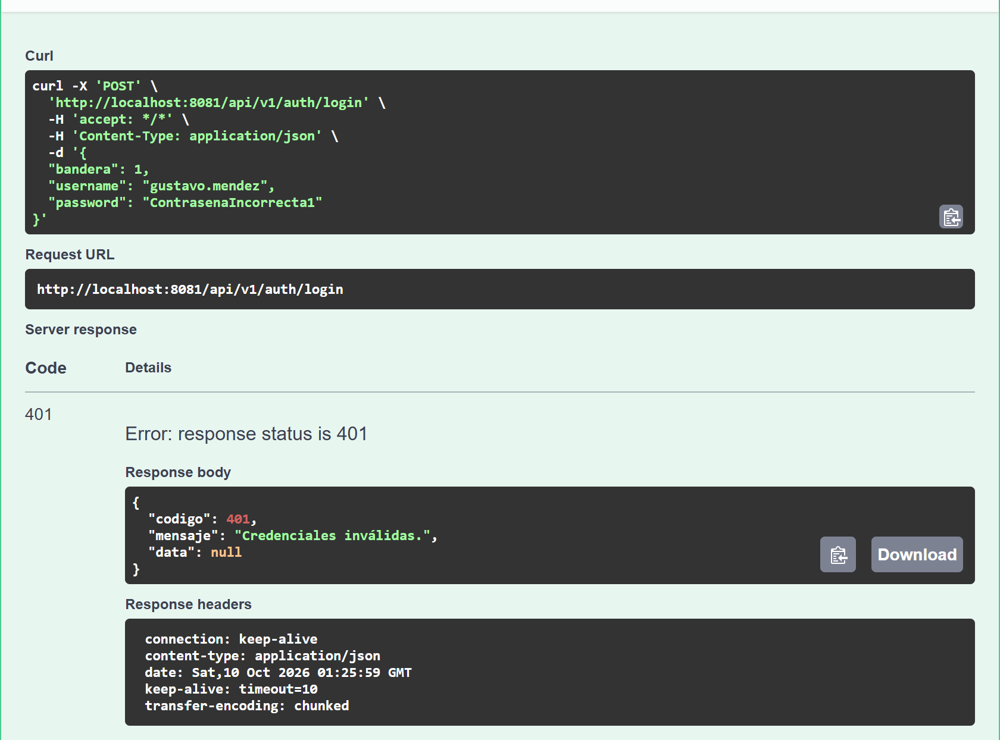 Curl
curl -X 'POST' \
  'http://localhost:8081/api/v1/auth/login' \
  -H 'accept: */*' \
  -H 'Content-Type: application/json' \
  -d '{
  "bandera": 1,
  "username": "gustavo.mendez",
  "password": "ContrasenaIncorrecta1"
}'
Request URL
http://localhost:8081/api/v1/auth/login
Server response
Code Details
401
Error: response status is 401
Response body
{
  "codigo": 401,
  "mensaje": "Credenciales inválidas.",
  "data": null
}
Download
Response headers
connection: keep-alive
content-type: application/json
date: Sat,10 Oct 2026 01:25:59 GMT
keep-alive: timeout=10
transfer-encoding: chunked